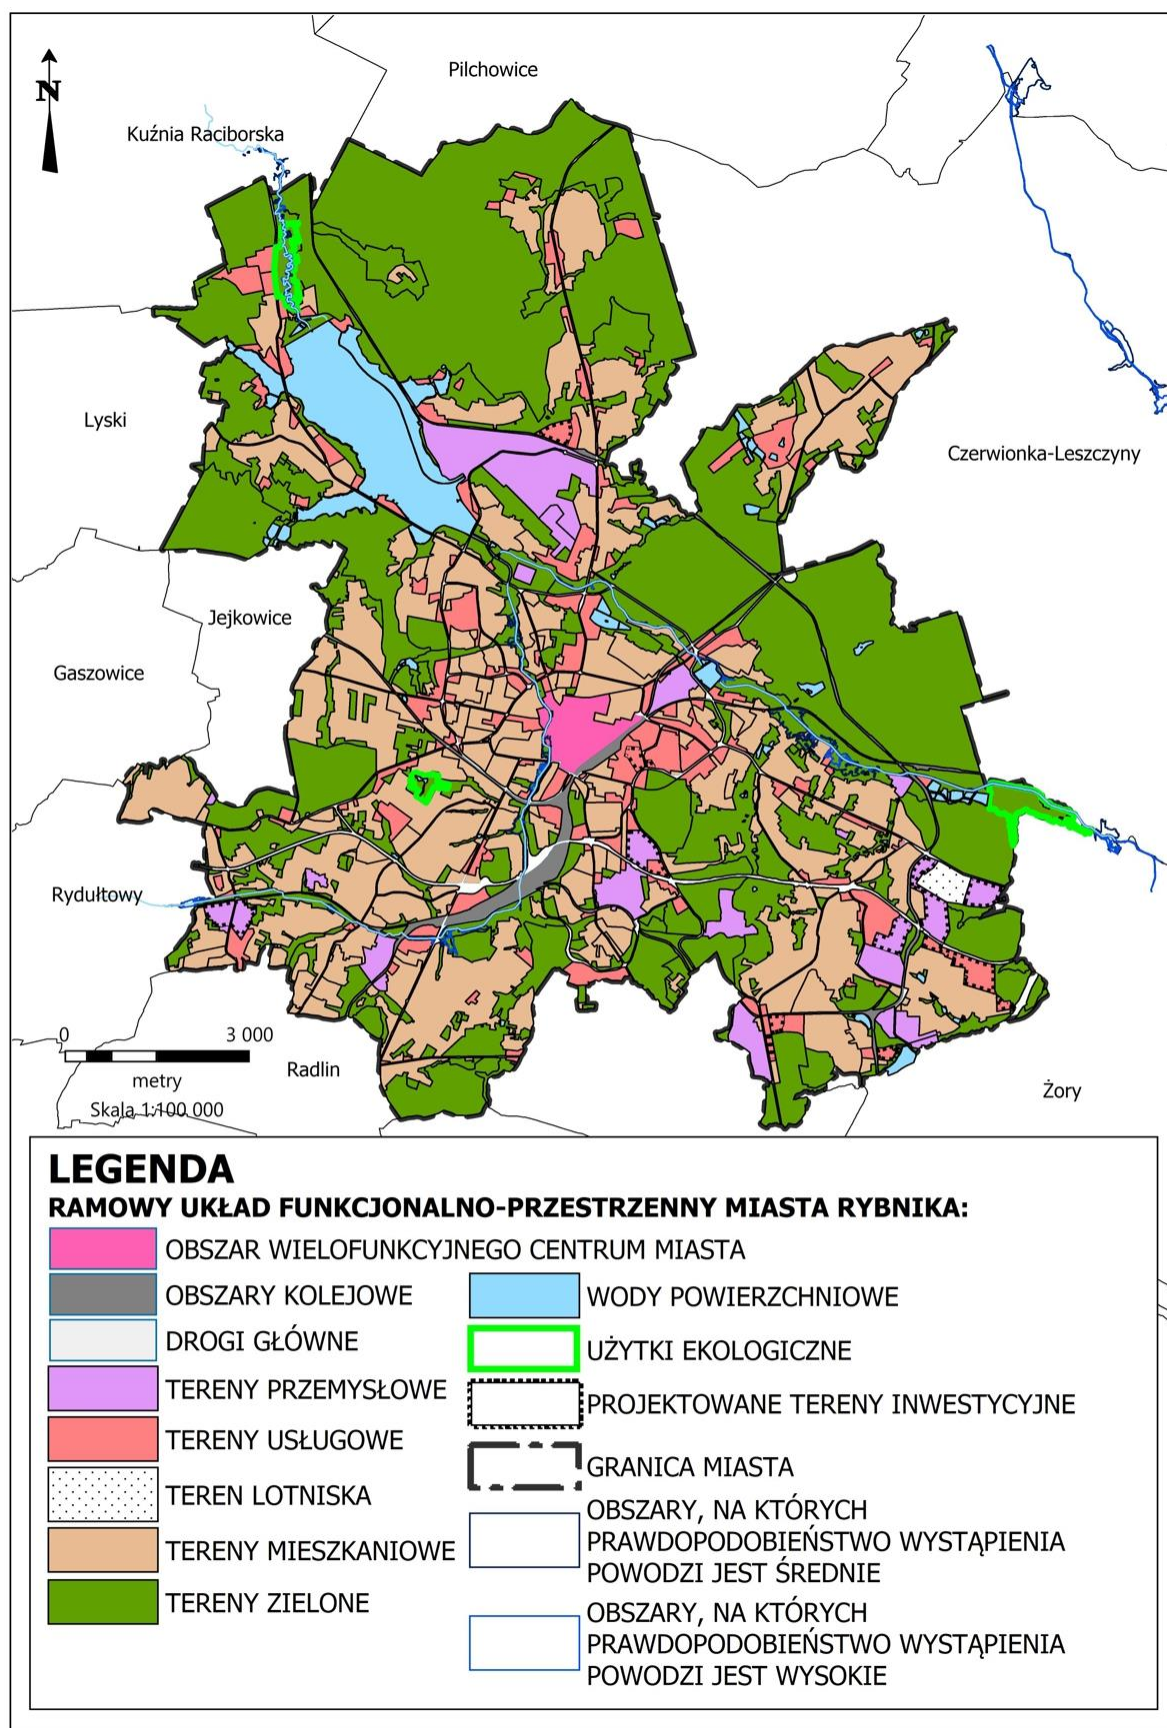 Pilchowice
N
Kuźnia Raciborska
Lyski
Czerwionka-Leszczyny
Jejkowice
Gaszowice
Rydułtowy
0 3 000
metry
Skala 1:100 000
Radlin
Żory
LEGENDA
RAMOWY UKŁAD FUNKCJONALNO-PRZESTRZENNY MIASTA RYBNIKA:
OBSZAR WIELOFUNKCYJNEGO CENTRUM MIASTA
OBSZARY KOLEJOWE
DROGI GŁÓWNE
TERENY PRZEMYSŁOWE
TERENY USŁUGOWE
TEREN LOTNISKA
TERENY MIESZKANIOWE
TERENY ZIELONE
WODY POWIERZCHNIOWE
UŻYTKI EKOLOGICZNE
PROJEKTOWANE TERENY INWESTYCYJNE
GRANICA MIASTA
OBSZARY, NA KTÓRYCH
PRAWDOPODOBIEŃSTWO WYSTĄPIENIA
POWODZI JEST ŚREDNIE
OBSZARY, NA KTÓRYCH
PRAWDOPODOBIEŃSTWO WYSTĄPIENIA
POWODZI JEST WYSOKIE